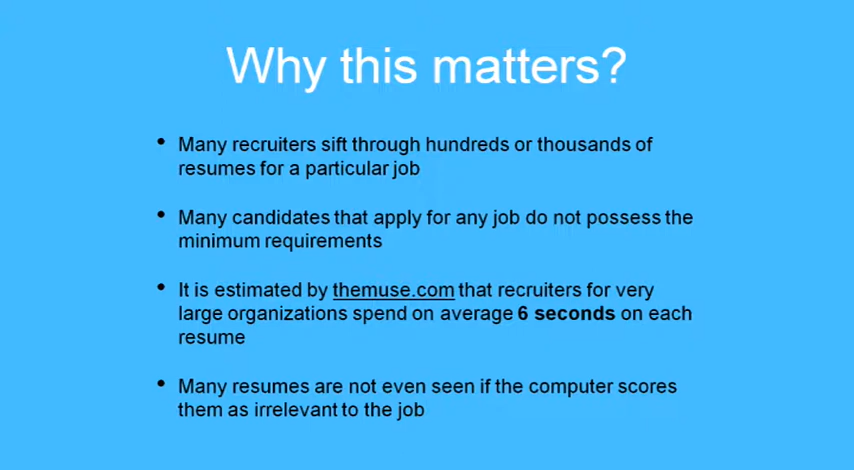 Why this matters?
• Many recruiters sift through hundreds or thousands of
resumes for a particular job
• Many candidates that apply for any job do not possess the
minimum requirements
• It is estimated by themuse.com that recruiters for very
large organizations spend on average 6 seconds on each
resume
• Many resumes are not even seen if the computer scores
them as irrelevant to the job